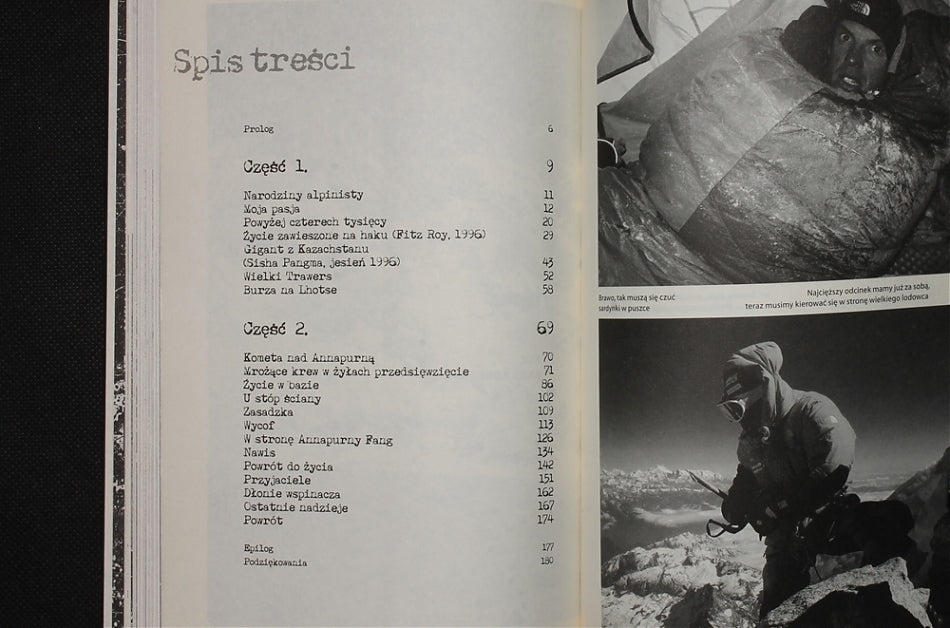 Spis treści
Prolog 6
Część 1. 9
Narodziny alpinisty 11
Moja pasja 12
Powyżej czterech tysięcy 20
Życie zawieszone na haku (Fitz Roy, 1996) 29
Gigant z Kazachstanu
(Sisha Pangma, jesień 1996) 43
Wielki Trawers 52
Burza na Lhotse 58
Część 2. 69
Kometa nad Annapurną 70
Mrożące krew w żyłach przedsięwzięcie 71
Życie w bazie 86
U stóp ściany 102
Zasadzka 109
Wycof 113
W stronę Annapurny Fang 126
Nawis 134
Powrót do życia 142
Przyjaciele 151
Dłonie wspinacza 162
Ostatnie nadzieje 167
Powrót 174
Epilog 177
Podziękowania 180
Brawo, tak muszą się czuć
sardynki w puszce
Najcięższy odcinek mamy już za sobą,
teraz musimy kierować się w stronę wielkiego lodowca